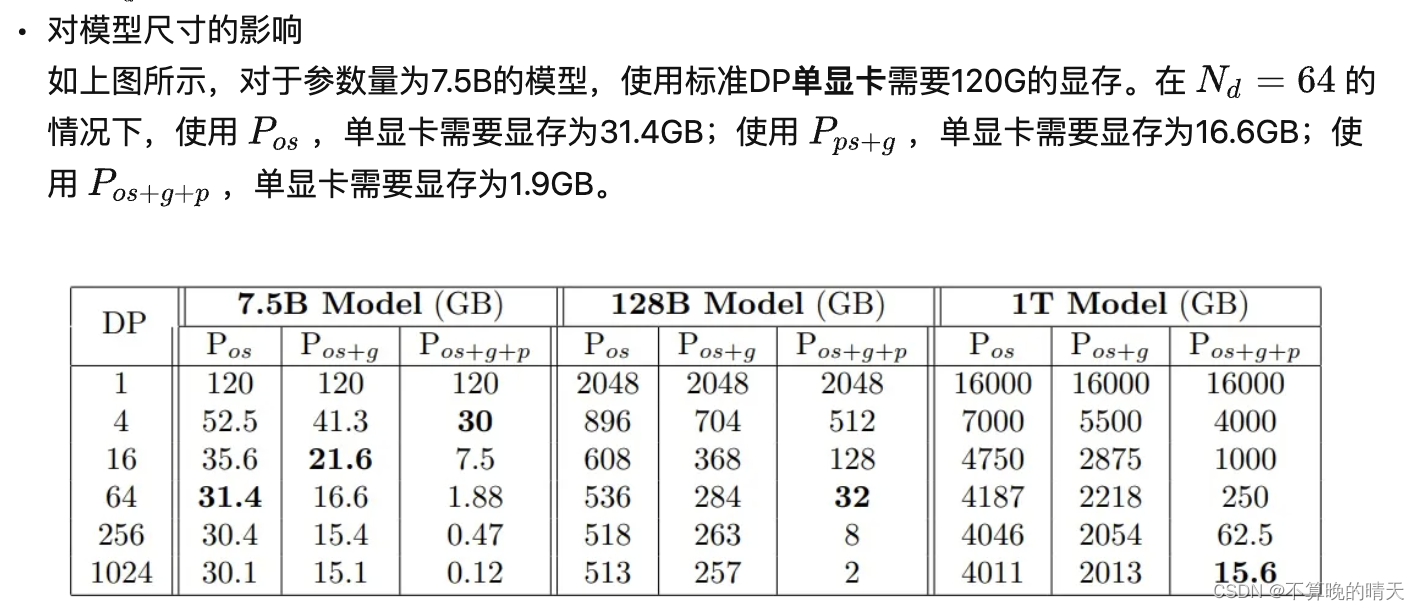 • 对模型尺寸的影响
如上图所示，对于参数量为7.5B的模型，使用标准DP单显卡需要120G的显存。在 N_d = 64 的
情况下，使用 P_{os} ，单显卡需要显存为31.4GB；使用 P_{ps+g} ，单显卡需要显存为16.6GB；使
用 P_{os+g+p} ，单显卡需要显存为1.9GB。
DP 7.5B Model (GB) 128B Model (GB) 1T Model (GB)
P_{os} P_{os+g} P_{os+g+p} P_{os} P_{os+g} P_{os+g+p} P_{os} P_{os+g} P_{os+g+p}
1 120 120 120 2048 2048 2048 16000 16000 16000
4 52.5 41.3 30 896 704 512 7000 5500 4000
16 35.6 21.6 7.5 608 368 128 4750 2875 1000
64 31.4 16.6 1.88 536 284 32 4187 2218 250
256 30.4 15.4 0.47 518 263 8 4046 2054 62.5
1024 30.1 15.1 0.12 513 257 2 4011 2013 15.6
CSDN @不算晚的晴天